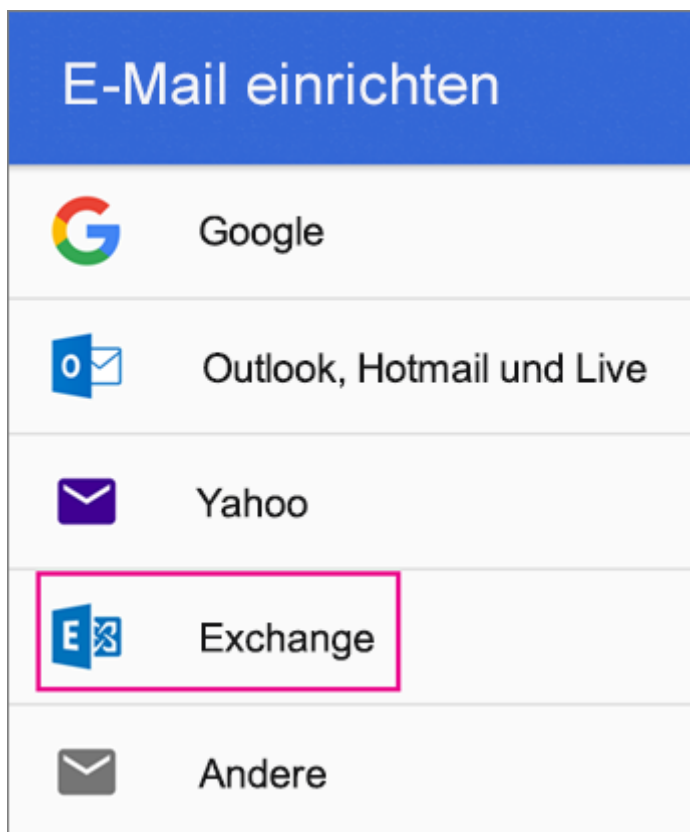 E-Mail einrichten
Google
Outlook, Hotmail und Live
Yahoo
Exchange
Andere